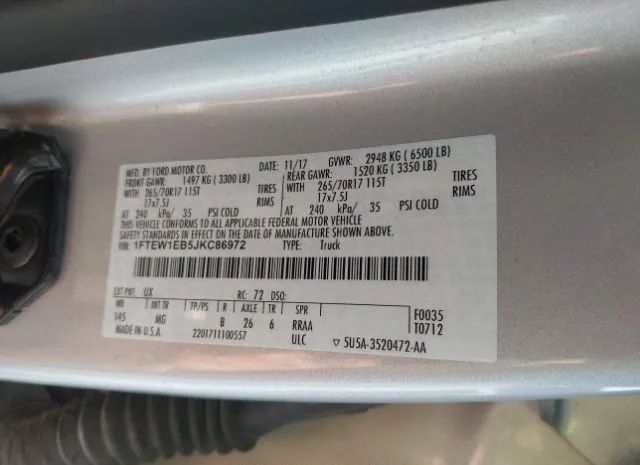 MFD. BY FORD MOTOR CO. 11/17 GVWR: 2948 KG ( 6500 LB)
FRONT GAWR: 1497 KG ( 3300 LB) REAR GAWR: 1520 KG ( 3350 LB)
WITH 265/70R17 115T TIRES WITH 265/70R17 115T TIRES
17x7.5J RIMS 17x7.5J RIMS
AT 240 kPa/ 35 PSI COLD AT 240 kPa/ 35 PSI COLD
THIS VEHICLE CONFORMS TO ALL APPLICABLE FEDERAL MOTOR VEHICLE
SAFETY STANDARDS IN EFFECT ON THE DATE OF MANUFACTURE SHOWN ABOVE.
VIN: 1FTEW1EB5JKC86972 TYPE: Truck
EXT PNT: UX RC: 72 DSO:
WB INT TR TP/PS R AXLE TR SPR F0035
145 MG B 26 6 RRAA T0712
MADE IN U.S.A. 2201711100557 ULC ▽ 5U5A-3520472-AA